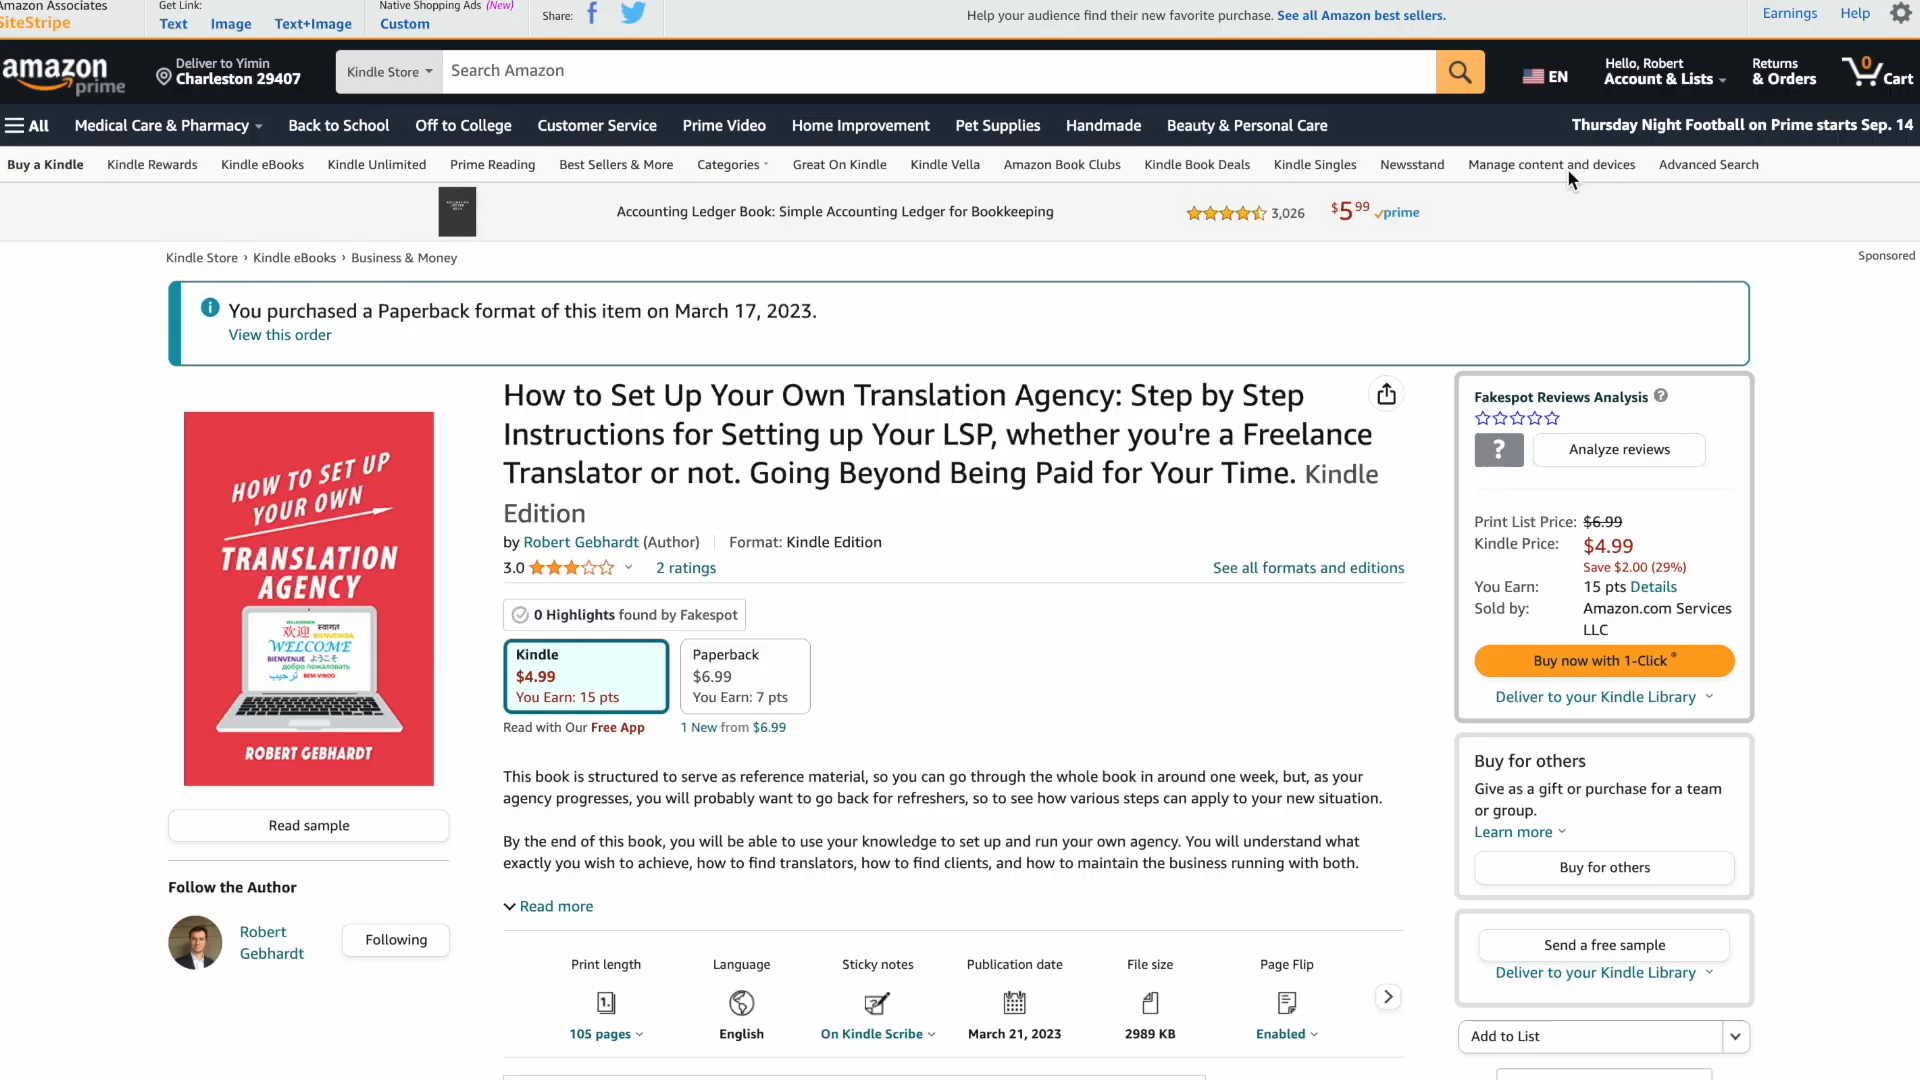 Amazon Associates
SiteStripe
Get Link:
Text Image Text+Image
Native Shopping Ads (New)
Custom
Share:
Help your audience find their new favorite purchase. See all Amazon best sellers.
Earnings Help
amazon prime
Deliver to Yimin
Charleston 29407
Kindle Store
Search Amazon
EN
Hello, Robert
Account & Lists
Returns
& Orders
0
Cart
All Medical Care & Pharmacy Back to School Off to College Customer Service Prime Video Home Improvement Pet Supplies Handmade Beauty & Personal Care
Thursday Night Football on Prime starts Sep. 14
Buy a Kindle Kindle Rewards Kindle eBooks Kindle Unlimited Prime Reading Best Sellers & More Categories Great On Kindle Kindle Vella Amazon Book Clubs Kindle Book Deals Kindle Singles Newsstand Manage content and devices Advanced Search
Accounting Ledger Book: Simple Accounting Ledger for Bookkeeping
3,026 $5 99 prime
Kindle Store › Kindle eBooks › Business & Money
Sponsored
You purchased a Paperback format of this item on March 17, 2023.
View this order
HOW TO SET UP
YOUR OWN
TRANSLATION
AGENCY
欢迎 स्वागत
BIENVENIDA
WELCOME
BIENVENUE ようこそ
добро пожаловать
BEM-VINDO
ROBERT GEBHARDT
Read sample
Follow the Author
Robert
Gebhardt
Following
How to Set Up Your Own Translation Agency: Step by Step
Instructions for Setting up Your LSP, whether you're a Freelance
Translator or not. Going Beyond Being Paid for Your Time. Kindle
Edition
by Robert Gebhardt (Author) Format: Kindle Edition
3.0 2 ratings
See all formats and editions
0 Highlights found by Fakespot
Kindle
$4.99
You Earn: 15 pts
Paperback
$6.99
You Earn: 7 pts
Read with Our Free App
1 New from $6.99
This book is structured to serve as reference material, so you can go through the whole book in around one week, but, as your
agency progresses, you will probably want to go back for refreshers, so to see how various steps can apply to your new situation.
By the end of this book, you will be able to use your knowledge to set up and run your own agency. You will understand what
exactly you wish to achieve, how to find translators, how to find clients, and how to maintain the business running with both.
Read more
Print length Language Sticky notes Publication date File size Page Flip
1.
105 pages English On Kindle Scribe March 21, 2023 2989 KB Enabled
Fakespot Reviews Analysis ?
? Analyze reviews
Print List Price: $6.99
Kindle Price: $4.99
Save $2.00 (29%)
You Earn: 15 pts Details
Sold by: Amazon.com Services
LLC
Buy now with 1-Click ®
Deliver to your Kindle Library
Buy for others
Give as a gift or purchase for a team
or group.
Learn more
Buy for others
Send a free sample
Deliver to your Kindle Library
Add to List